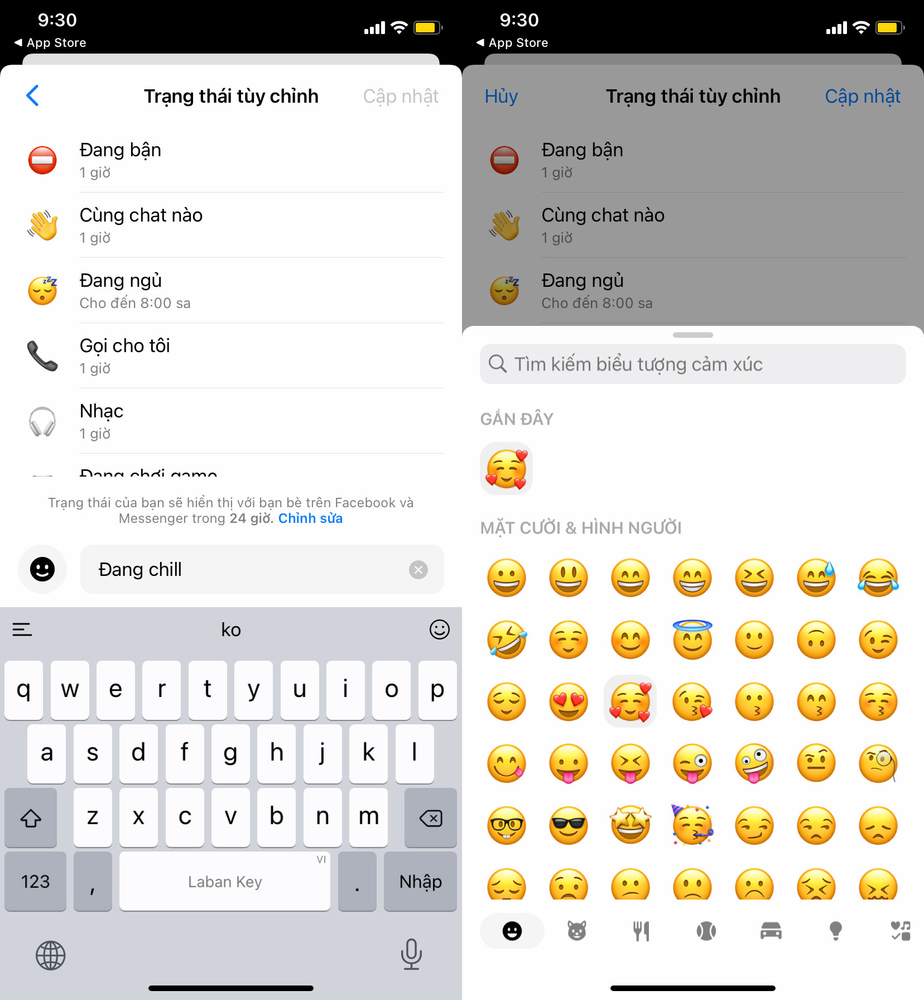 9:30
◀ App Store
Trạng thái tùy chỉnh
Cập nhật
Đang bận
1 giờ
Cùng chat nào
1 giờ
Đang ngủ
Cho đến 8:00 sa
Gọi cho tôi
1 giờ
Nhạc
1 giờ
Đang chơi game
Trạng thái của bạn sẽ hiển thị với bạn bè trên Facebook và
Messenger trong 24 giờ. Chỉnh sửa
Đang chill
ko
q w e r t y u i o p
a s d f g h j k l
z x c v b n m
123 , Laban Key VI . Nhập
9:30
◀ App Store
Hủy
Trạng thái tùy chỉnh
Cập nhật
Đang bận
1 giờ
Cùng chat nào
1 giờ
Đang ngủ
Cho đến 8:00 sa
Tìm kiếm biểu tượng cảm xúc
GẦN ĐÂY
MẶT CƯỜI & HÌNH NGƯỜI